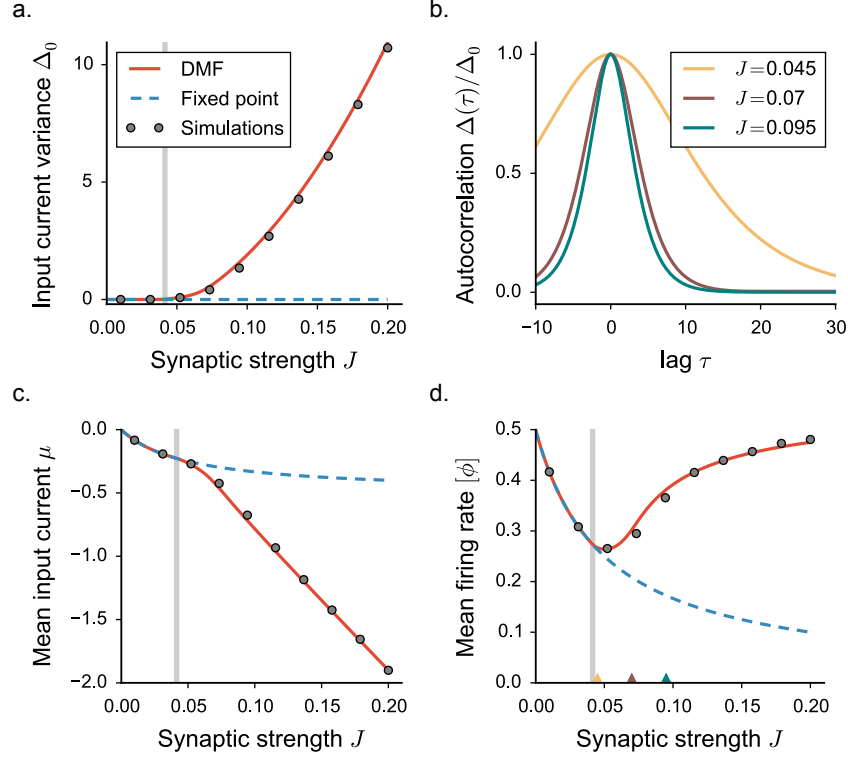 a.
Input current variance Δ₀
10
5
0
DMF
Fixed point
Simulations
0.00 0.05 0.10 0.15 0.20
Synaptic strength J
b.
Autocorrelation Δ(τ)/Δ₀
1.0
0.5
0.0
J=0.045
J=0.07
J=0.095
−10 0 10 20 30
lag τ
c.
Mean input current μ
0.0
−0.5
−1.0
−1.5
−2.0
0.00 0.05 0.10 0.15 0.20
Synaptic strength J
d.
Mean firing rate [ϕ]
0.5
0.4
0.3
0.2
0.1
0.0
0.00 0.05 0.10 0.15 0.20
Synaptic strength J